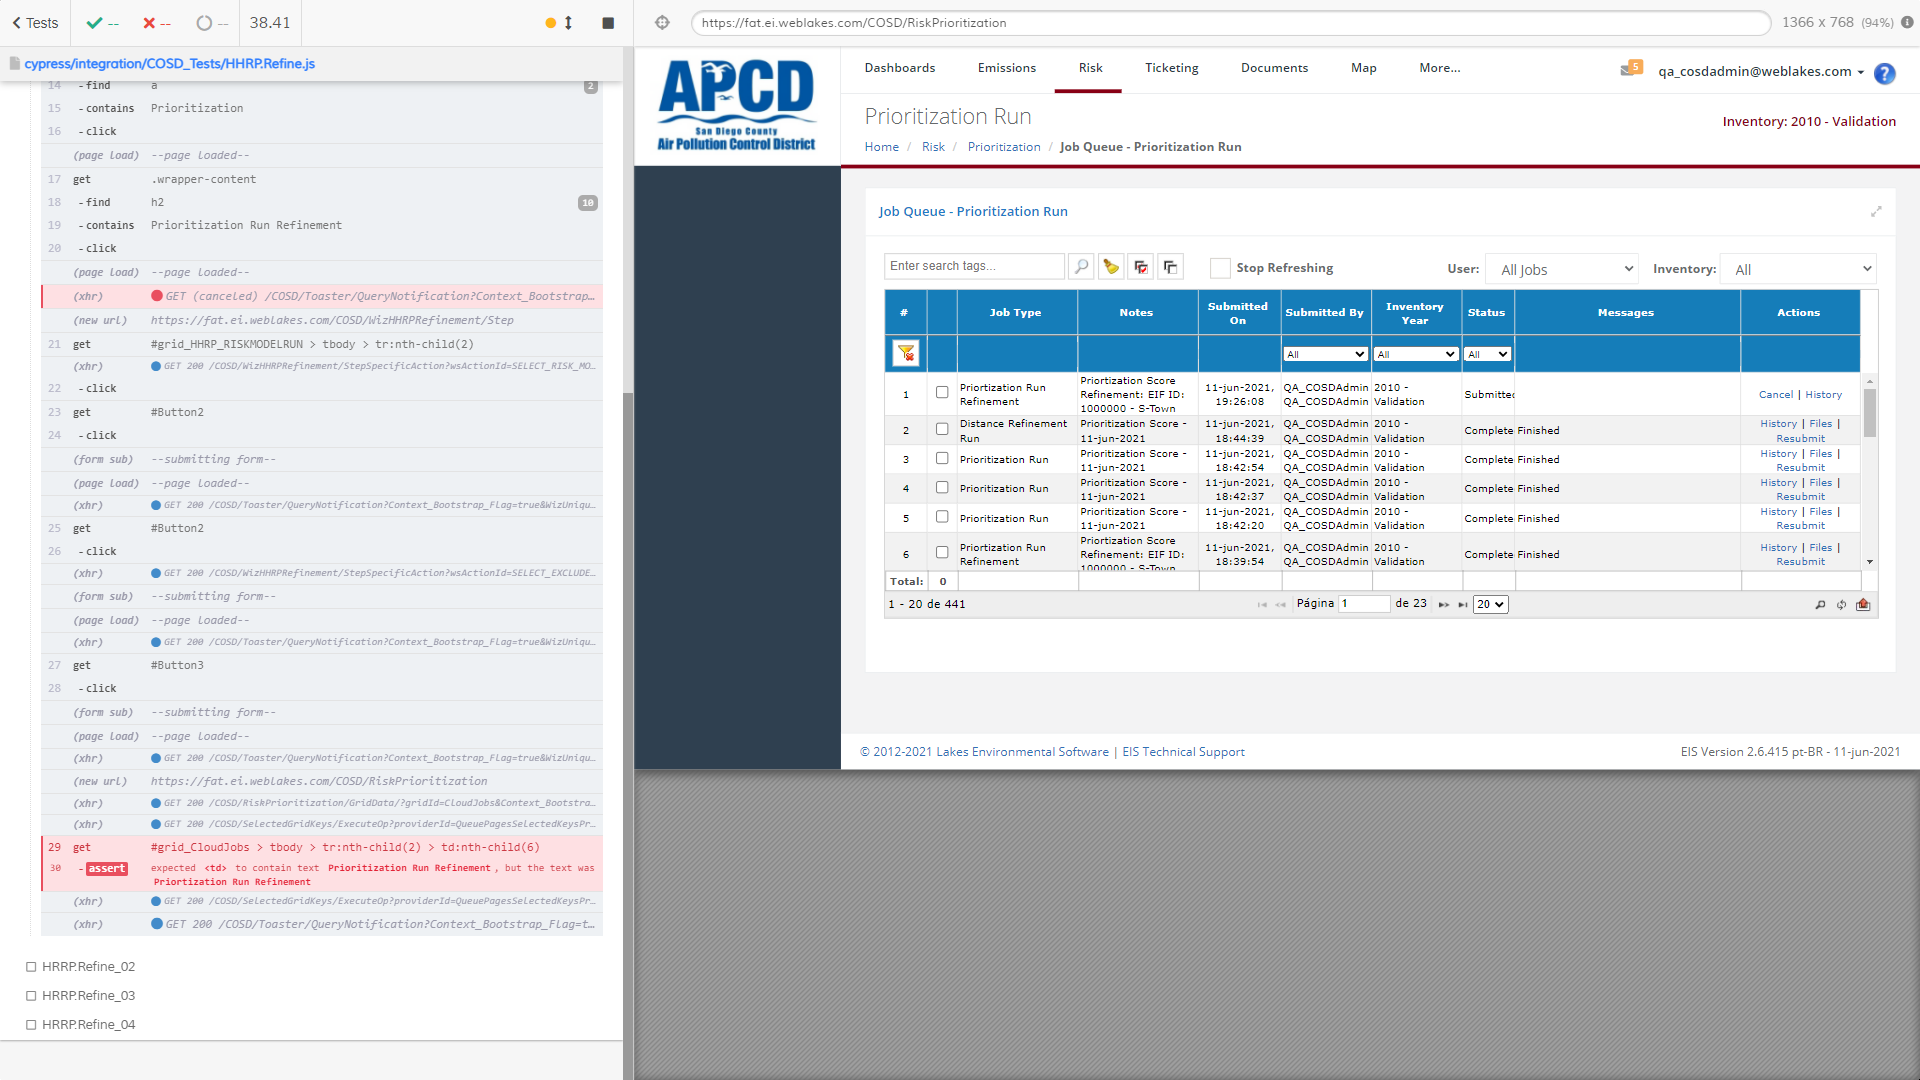 Tests
--
--
--
38.41
https://fat.ei.weblakes.com/COSD/RiskPrioritization
1366 x 768 (94%)
cypress/integration/COSD_Tests/HHRP.Refine.js
14 - find a 2
15 - contains Prioritization
16 - click
(page load) --page loaded--
17 get .wrapper-content
18 - find h2 10
19 - contains Prioritization Run Refinement
20 - click
(page load) --page loaded--
(xhr) GET (canceled) /COSD/Toaster/QueryNotification?Context_Bootstrap...
(new url) https://fat.ei.weblakes.com/COSD/WizHHRPRefinement/Step
21 get #grid_HHRP_RISKMODELRUN > tbody > tr:nth-child(2)
(xhr) GET 200 /COSD/WizHHRPRefinement/StepSpecificAction?wsActionId=SELECT_RISK_MO...
22 - click
23 get #Button2
24 - click
(form sub) --submitting form--
(page load) --page loaded--
(xhr) GET 200 /COSD/Toaster/QueryNotification?Context_Bootstrap_Flag=true&WizUniqu...
25 get #Button2
26 - click
(xhr) GET 200 /COSD/WizHHRPRefinement/StepSpecificAction?wsActionId=SELECT_EXCLUDE...
(form sub) --submitting form--
(page load) --page loaded--
(xhr) GET 200 /COSD/Toaster/QueryNotification?Context_Bootstrap_Flag=true&WizUniqu...
27 get #Button3
28 - click
(form sub) --submitting form--
(page load) --page loaded--
(xhr) GET 200 /COSD/Toaster/QueryNotification?Context_Bootstrap_Flag=true&WizUniqu...
(new url) https://fat.ei.weblakes.com/COSD/RiskPrioritization
(xhr) GET 200 /COSD/RiskPrioritization/GridData/?gridId=CloudJobs&Context_Bootstra...
(xhr) GET 200 /COSD/SelectedGridKeys/ExecuteOp?providerId=QueuePagesSelectedKeysPr...
29 get #grid_CloudJobs > tbody > tr:nth-child(2) > td:nth-child(6)
30 - assert expected <td> to contain text Prioritization Run Refinement, but the text was
Priortization Run Refinement
(xhr) GET 200 /COSD/SelectedGridKeys/ExecuteOp?providerId=QueuePagesSelectedKeysPr...
(xhr) GET 200 /COSD/Toaster/QueryNotification?Context_Bootstrap_Flag=t...
HRRP.Refine_02
HRRP.Refine_03
HRRP.Refine_04
APCD
San Diego County
Air Pollution Control District
Dashboards Emissions Risk Ticketing Documents Map More...
5 qa_cosdadmin@weblakes.com ?
Prioritization Run
Inventory: 2010 - Validation
Home / Risk / Prioritization / Job Queue - Prioritization Run
Job Queue - Prioritization Run
Enter search tags...
Stop Refreshing
User: All Jobs
Inventory: All
# Job Type Notes Submitted On Submitted By Inventory Year Status Messages Actions
All All All
1 Priortization Run Refinement Priortization Score Refinement: EIF ID: 1000000 - S-Town 11-jun-2021, 19:26:08 QA_COSDAdmin QA_COSDAdmin 2010 - Validation Submitted Cancel | History
2 Distance Refinement Run Prioritization Score - 11-jun-2021 11-jun-2021, 18:44:39 QA_COSDAdmin QA_COSDAdmin 2010 - Validation Complete Finished History | Files | Resubmit
3 Prioritization Run Prioritization Score - 11-jun-2021 11-jun-2021, 18:42:54 QA_COSDAdmin QA_COSDAdmin 2010 - Validation Complete Finished History | Files | Resubmit
4 Prioritization Run Prioritization Score - 11-jun-2021 11-jun-2021, 18:42:37 QA_COSDAdmin QA_COSDAdmin 2010 - Validation Complete Finished History | Files | Resubmit
5 Prioritization Run Prioritization Score - 11-jun-2021 11-jun-2021, 18:42:20 QA_COSDAdmin QA_COSDAdmin 2010 - Validation Complete Finished History | Files | Resubmit
6 Priortization Run Refinement Priortization Score Refinement: EIF ID: 1000000 - S-Town 11-jun-2021, 18:39:54 QA_COSDAdmin QA_COSDAdmin 2010 - Validation Complete Finished History | Files | Resubmit
Total: 0
1 - 20 de 441
Página 1 de 23 20
© 2012-2021 Lakes Environmental Software | EIS Technical Support
EIS Version 2.6.415 pt-BR - 11-jun-2021